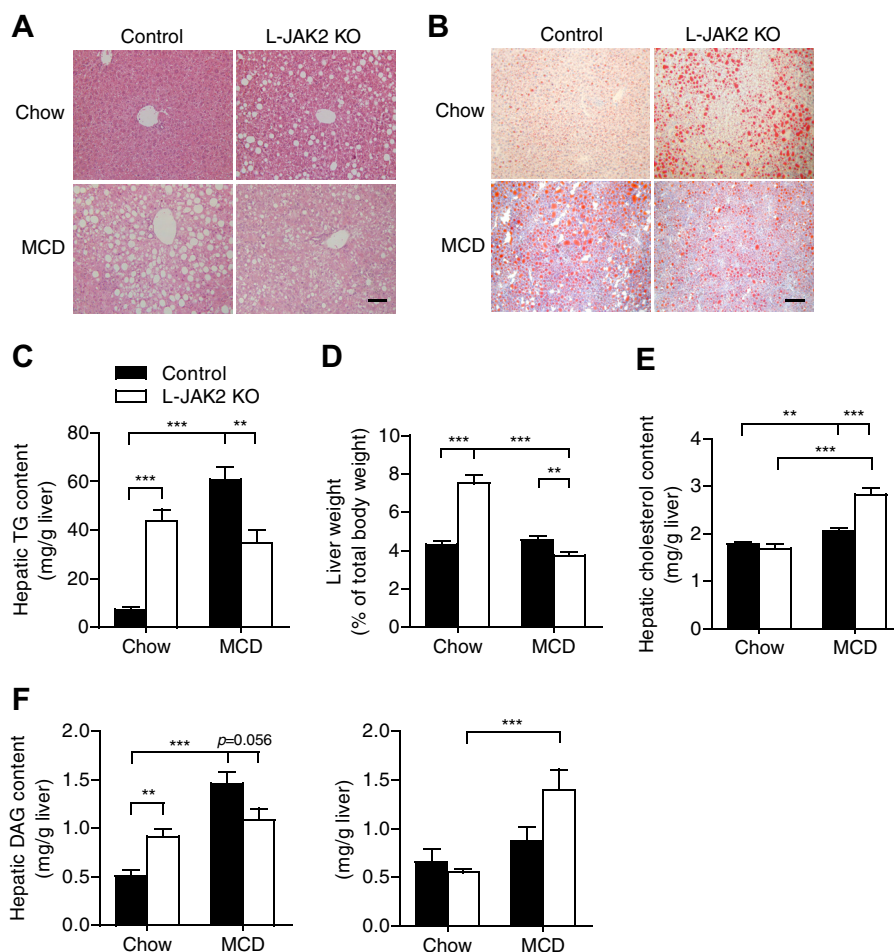 A
Control
L-JAK2 KO
Chow
MCD
B
Control
L-JAK2 KO
Chow
MCD
C
Control
L-JAK2 KO
Hepatic TG content
(mg/g liver)
80
60
40
20
0
***
***
**
Chow
MCD
D
Liver weight
(% of total body weight)
10
8
6
4
2
0
***
***
**
Chow
MCD
E
Hepatic cholesterol content
(mg/g liver)
4
3
2
1
0
**
***
***
Chow
MCD
F
Hepatic DAG content
(mg/g liver)
2.0
1.5
1.0
0.5
0
***
p=0.056
**
Chow
MCD
(mg/g liver)
2.0
1.5
1.0
0.5
0
***
Chow
MCD